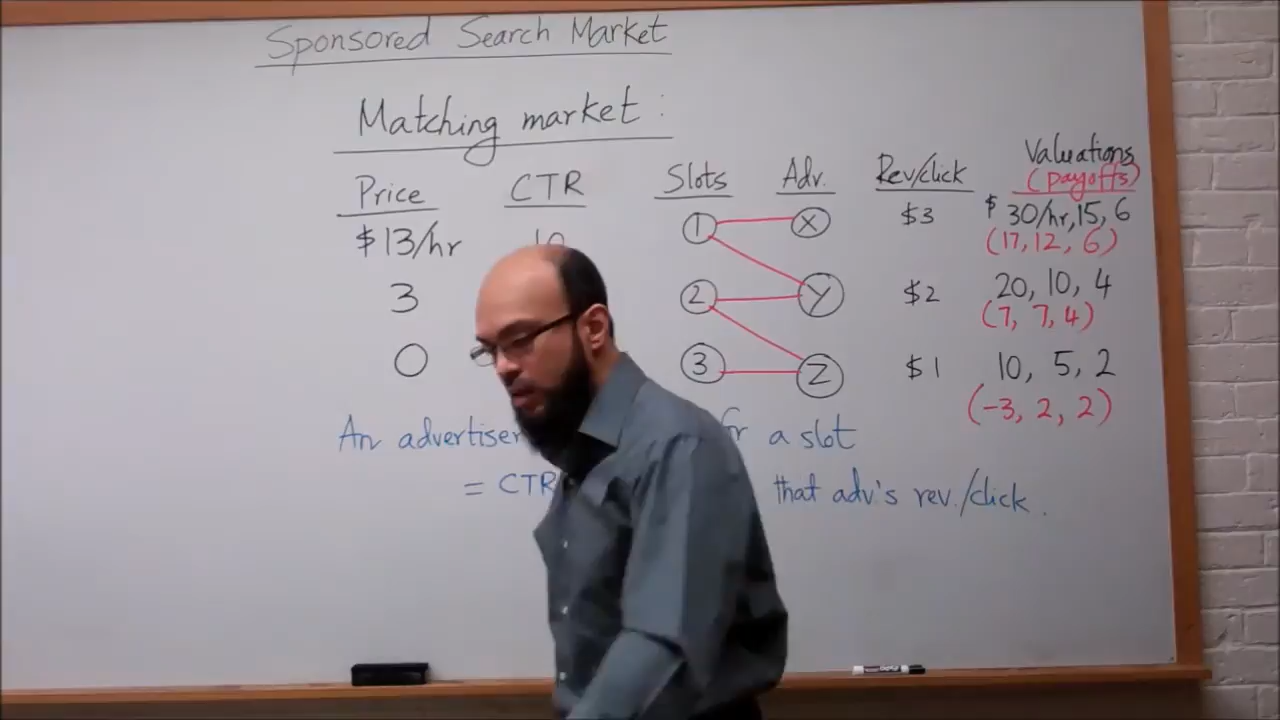 Sponsored Search Market
Matching market :
Price CTR Slots Adv. Rev/click Valuations (payoffs)
$13/hr 10 1 X $3 $ 30/hr, 15, 6
(17, 12, 6)
3 2 Y $2 20, 10, 4
(7, 7, 4)
0 3 Z $1 10, 5, 2
(-3, 2, 2)
An advertiser for a slot
= CTR that adv's rev./click.